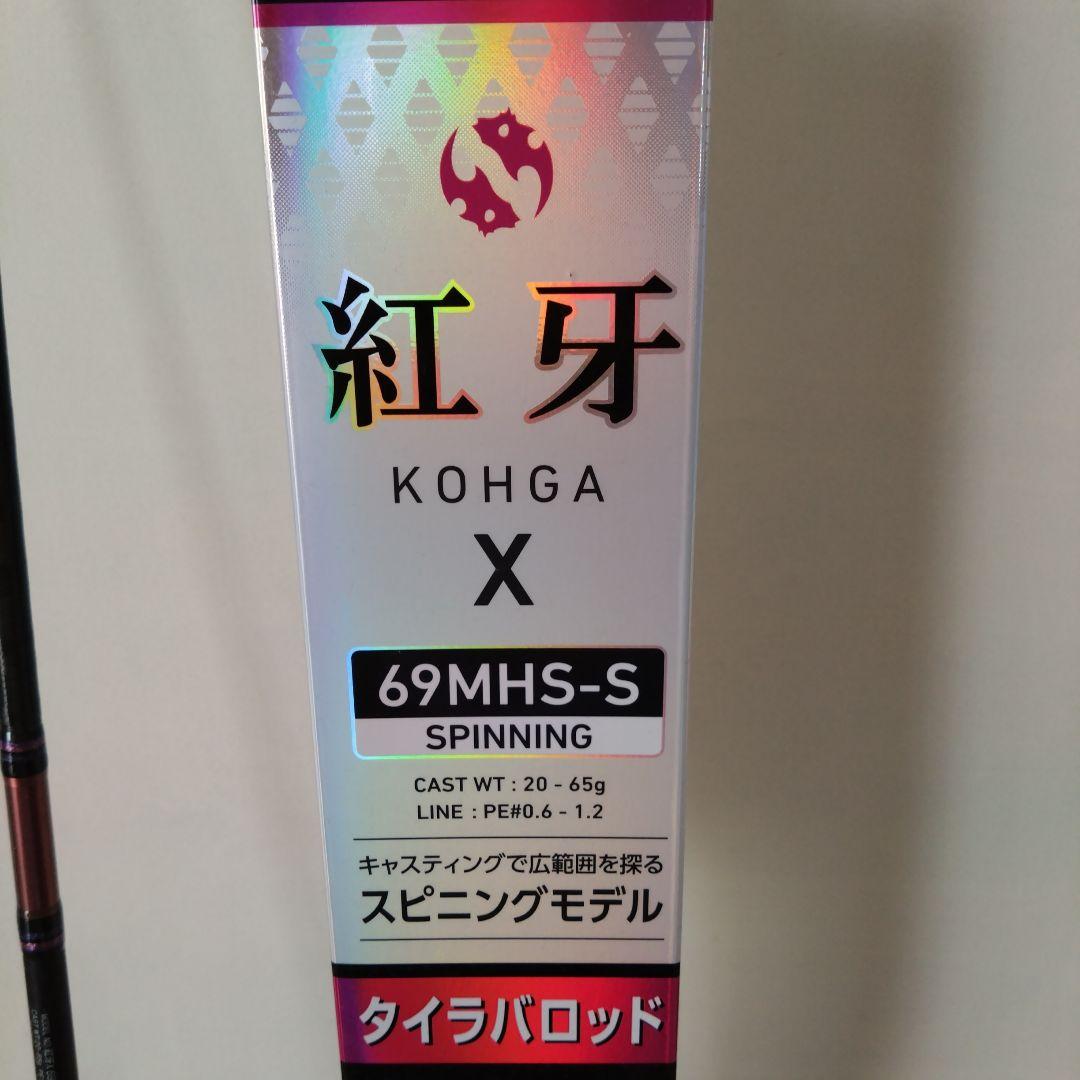 紅牙
KOHGA
X
69MHS-S
SPINNING
CAST WT : 20 - 65g
LINE : PE#0.6 - 1.2
キャスティングで広範囲を探る
スピニングモデル
タイラバロッド